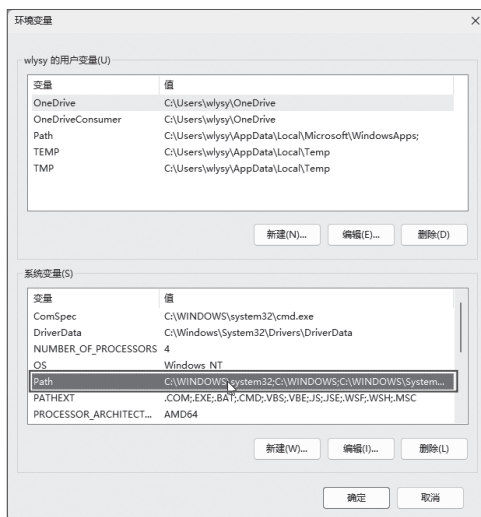 环境变量
wlysy 的用户变量(U)
变量 值
OneDrive C:\Users\wlysy\OneDrive
OneDriveConsumer C:\Users\wlysy\OneDrive
Path C:\Users\wlysy\AppData\Local\Microsoft\WindowsApps;
TEMP C:\Users\wlysy\AppData\Local\Temp
TMP C:\Users\wlysy\AppData\Local\Temp
新建(N)... 编辑(E)... 删除(D)
系统变量(S)
变量 值
ComSpec C:\WINDOWS\system32\cmd.exe
DriverData C:\Windows\System32\Drivers\DriverData
NUMBER_OF_PROCESSORS 4
OS Windows_NT
Path C:\WINDOWS\system32;C:\WINDOWS;C:\WINDOWS\System...
PATHEXT .COM;.EXE;.BAT;.CMD;.VBS;.VBE;.JS;.JSE;.WSF;.WSH;.MSC
PROCESSOR_ARCHITECT... AMD64
新建(W)... 编辑(I)... 删除(L)
确定 取消